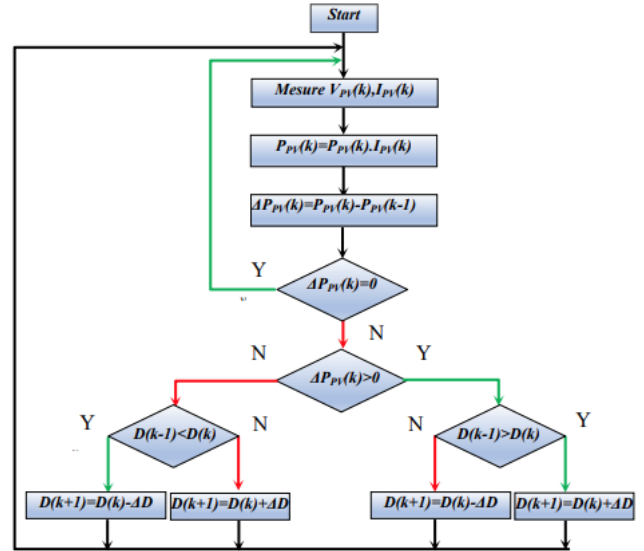 Start
Mesure V_PV(k),I_PV(k)
P_PV(k)=P_PV(k).I_PV(k)
ΔP_PV(k)=P_PV(k)-P_PV(k-1)
Y
ΔP_PV(k)=0
N
N
Y
ΔP_PV(k)>0
Y
D(k-1)<D(k)
N
N
D(k-1)>D(k)
Y
D(k+1)=D(k)-ΔD
D(k+1)=D(k)+ΔD
D(k+1)=D(k)-ΔD
D(k+1)=D(k)+ΔD